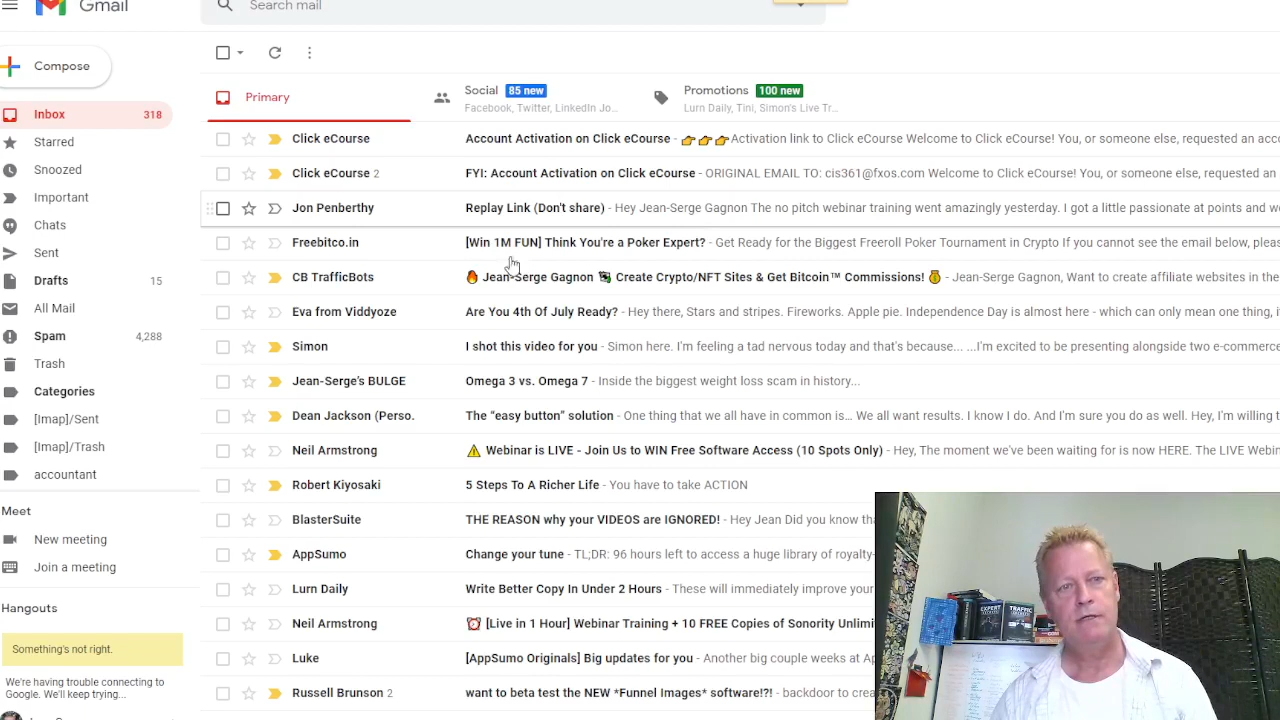 Gmail
Search mail
Compose
Inbox 318
Starred
Snoozed
Important
Chats
Sent
Drafts 15
All Mail
Spam 4,288
Trash
Categories
[Imap]/Sent
[Imap]/Trash
accountant
Meet
New meeting
Join a meeting
Hangouts
Something's not right.
We're having trouble connecting to
Google. We'll keep trying...
Primary
Social 85 new
Facebook, Twitter, LinkedIn Jo...
Promotions 100 new
Lurn Daily, Tini, Simon's Live Tr...
Click eCourse Account Activation on Click eCourse - 👉👉👉Activation link to Click eCourse Welcome to Click eCourse! You, or someone else, requested an acc
Click eCourse 2 FYI: Account Activation on Click eCourse - ORIGINAL EMAIL TO: cis361@fxos.com Welcome to Click eCourse! You, or someone else, requested an
Jon Penberthy Replay Link (Don't share) - Hey Jean-Serge Gagnon The no pitch webinar training went amazingly yesterday. I got a little passionate at points and w
Freebitco.in [Win 1M FUN] Think You're a Poker Expert? - Get Ready for the Biggest Freeroll Poker Tournament in Crypto If you cannot see the email below, plea
CB TrafficBots 🔥 Jean-Serge Gagnon 💸 Create Crypto/NFT Sites & Get Bitcoin™ Commissions! 💰 - Jean-Serge Gagnon, Want to create affiliate websites in the
Eva from Viddyoze Are You 4th Of July Ready? - Hey there, Stars and stripes. Fireworks. Apple pie. Independence Day is almost here - which can only mean one thing, i
Simon I shot this video for you - Simon here. I'm feeling a tad nervous today and that's because... ...I'm excited to be presenting alongside two e-commerce
Jean-Serge's BULGE Omega 3 vs. Omega 7 - Inside the biggest weight loss scam in history...
Dean Jackson (Perso. The “easy button” solution - One thing that we all have in common is… We all want results. I know I do. And I'm sure you do as well. Hey, I'm willing t
Neil Armstrong ⚠️ Webinar is LIVE - Join Us to WIN Free Software Access (10 Spots Only) - Hey, The moment we've been waiting for is now HERE. The LIVE Webin
Robert Kiyosaki 5 Steps To A Richer Life - You have to take ACTION
BlasterSuite THE REASON why your VIDEOS are IGNORED! - Hey Jean Did you know tha
AppSumo Change your tune - TL;DR: 96 hours left to access a huge library of royalty-
Lurn Daily Write Better Copy In Under 2 Hours - These will immediately improve your
Neil Armstrong ⏰ [Live in 1 Hour] Webinar Training + 10 FREE Copies of Sonority Unlimi
Luke [AppSumo Originals] Big updates for you - Another big couple weeks at Ap
Russell Brunson 2 want to beta test the NEW *Funnel Images* software!?! - backdoor to crea
EXPERT
TRAFFIC